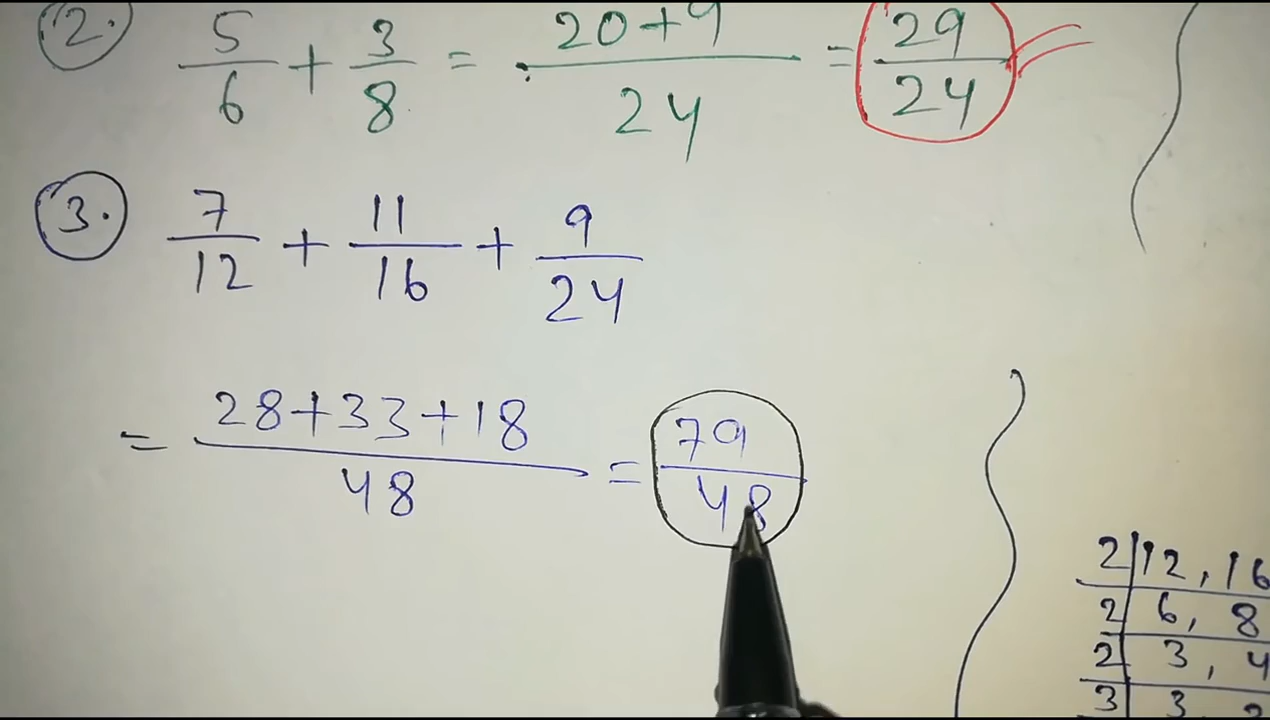 2. 5/6 + 3/8 = 20+9/24 = 29/24
3. 7/12 + 11/16 + 9/24
= 28+33+18/48 = 79/48
2|12, 16
2|6, 8
2|3, 4
3|3